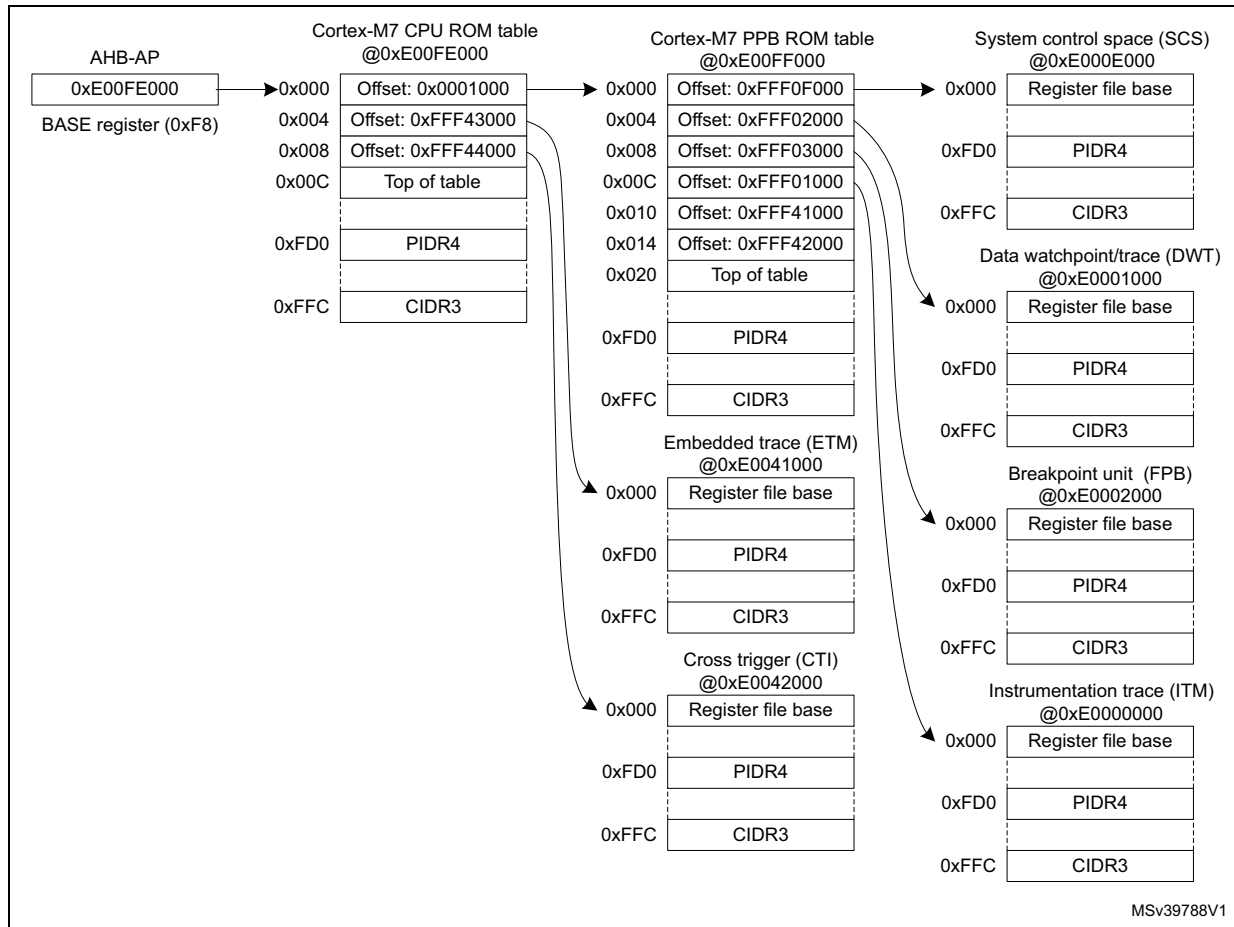 AHB-AP
0xE00FE000
BASE register (0xF8)
Cortex-M7 CPU ROM table
@0xE00FE000
0x000 Offset: 0x0001000
0x004 Offset: 0xFFF43000
0x008 Offset: 0xFFF44000
0x00C Top of table
0xFD0 PIDR4
0xFFC CIDR3
Cortex-M7 PPB ROM table
@0xE00FF000
0x000 Offset: 0xFFF0F000
0x004 Offset: 0xFFF02000
0x008 Offset: 0xFFF03000
0x00C Offset: 0xFFF01000
0x010 Offset: 0xFFF41000
0x014 Offset: 0xFFF42000
0x020 Top of table
0xFD0 PIDR4
0xFFC CIDR3
Embedded trace (ETM)
@0xE0041000
0x000 Register file base
0xFD0 PIDR4
0xFFC CIDR3
Cross trigger (CTI)
@0xE0042000
0x000 Register file base
0xFD0 PIDR4
0xFFC CIDR3
System control space (SCS)
@0xE000E000
0x000 Register file base
0xFD0 PIDR4
0xFFC CIDR3
Data watchpoint/trace (DWT)
@0xE0001000
0x000 Register file base
0xFD0 PIDR4
0xFFC CIDR3
Breakpoint unit (FPB)
@0xE0002000
0x000 Register file base
0xFD0 PIDR4
0xFFC CIDR3
Instrumentation trace (ITM)
@0xE0000000
0x000 Register file base
0xFD0 PIDR4
0xFFC CIDR3
MSv39788V1